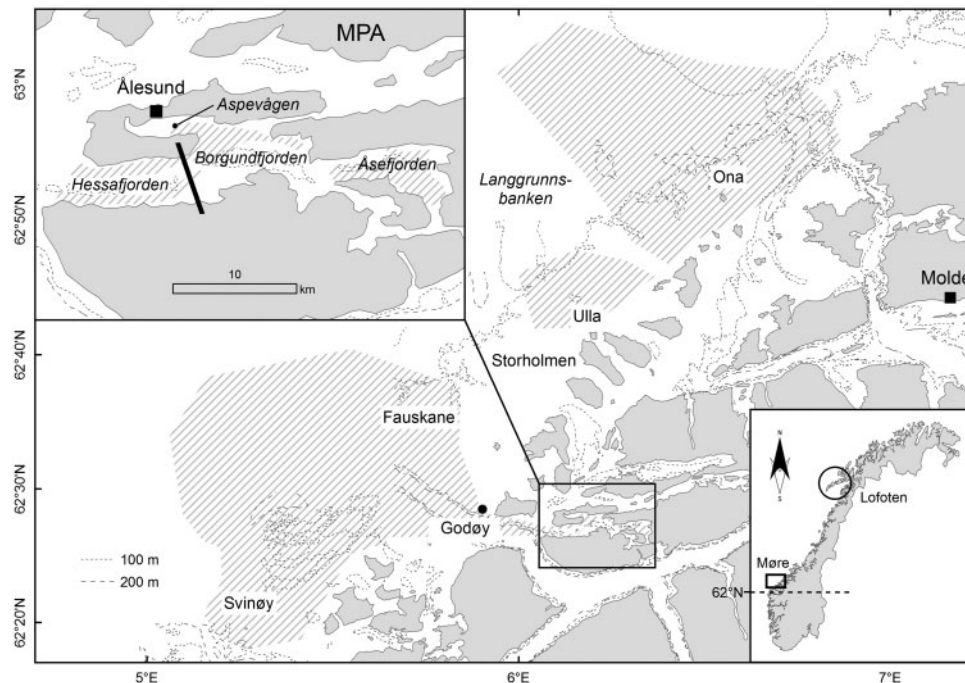 MPA
63°N
Ålesund
Aspevågen
Borgundfjorden
Åsefjorden
Hessafjorden
62°50'N
10
km
Langgrunns-
banken
Ona
Molde
Ulla
Storholmen
62°40'N
Fauskane
62°30'N
Godøy
N
S
Lofoten
Møre
62°N
100 m
200 m
Svinøy
62°20'N
5°E
6°E
7°E